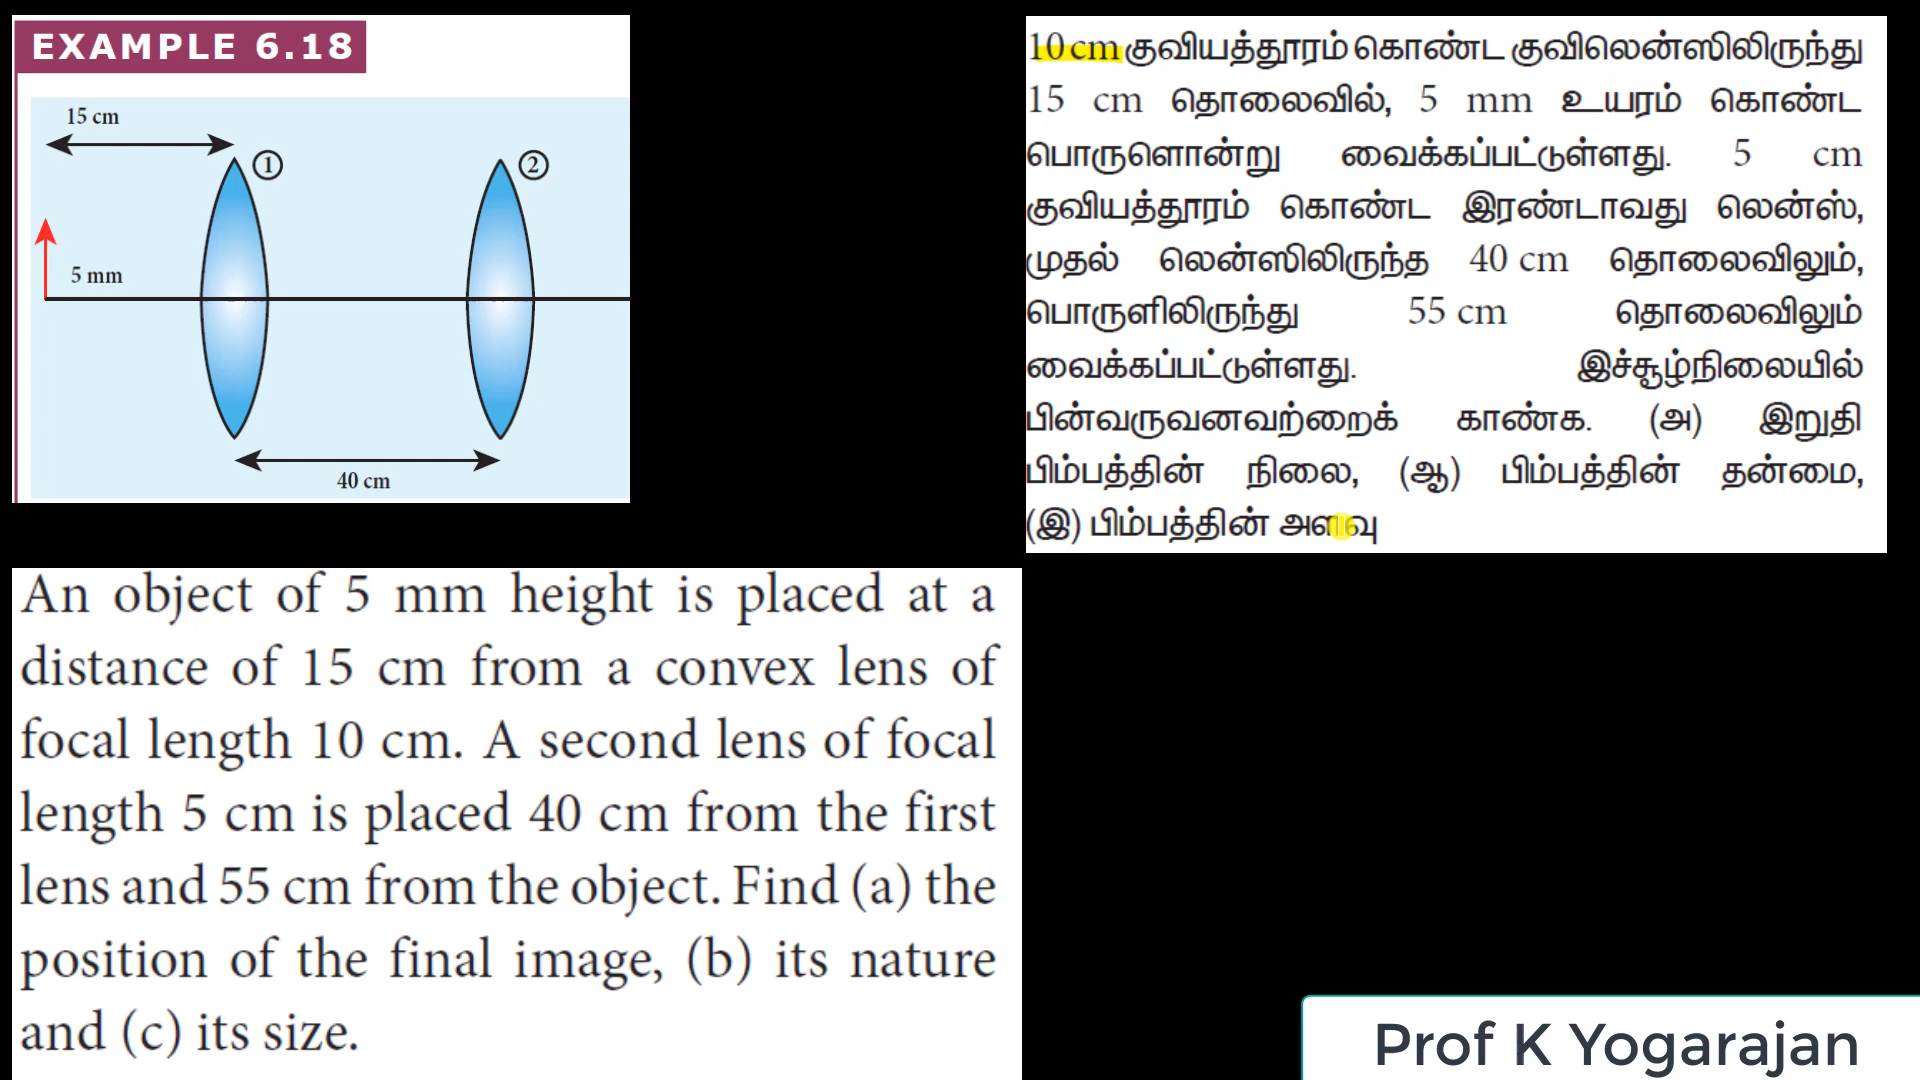 EXAMPLE 6.18
15 cm
1
2
5 mm
40 cm
10 cm குவியத்தூரம் கொண்ட குவிலென்ஸிலிருந்து
15 cm தொலைவில், 5 mm உயரம் கொண்ட
பொருளொன்று வைக்கப்பட்டுள்ளது. 5 cm
குவியத்தூரம் கொண்ட இரண்டாவது லென்ஸ்,
முதல் லென்ஸிலிருந்த 40 cm தொலைவிலும்,
பொருளிலிருந்து 55 cm தொலைவிலும்
வைக்கப்பட்டுள்ளது. இச்சூழ்நிலையில்
பின்வருவனவற்றைக் காண்க. (அ) இறுதி
பிம்பத்தின் நிலை, (ஆ) பிம்பத்தின் தன்மை,
(இ) பிம்பத்தின் அளவு
An object of 5 mm height is placed at a
distance of 15 cm from a convex lens of
focal length 10 cm. A second lens of focal
length 5 cm is placed 40 cm from the first
lens and 55 cm from the object. Find (a) the
position of the final image, (b) its nature
and (c) its size.
Prof K Yogarajan